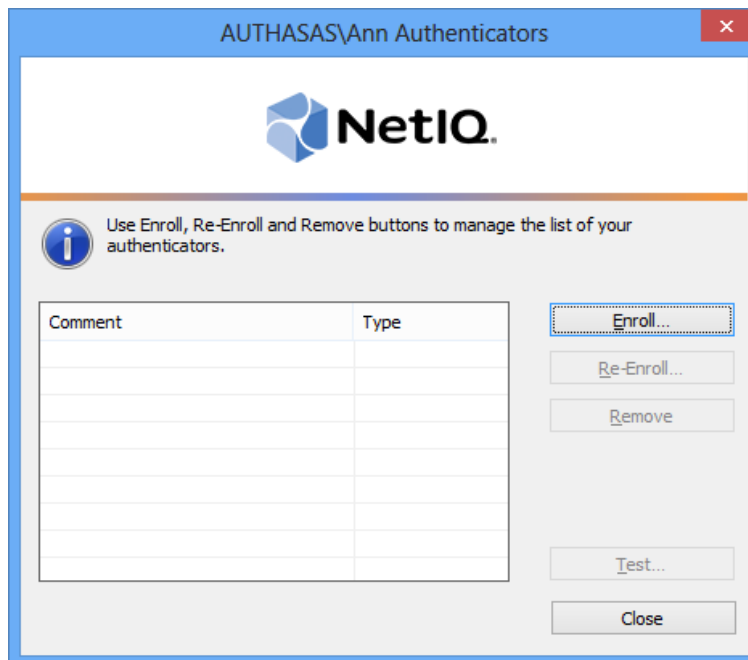 AUTHASAS\Ann Authenticators
NetIQ.
Use Enroll, Re-Enroll and Remove buttons to manage the list of your
authenticators.
Comment Type
Enroll...
Re-Enroll...
Remove
Test...
Close